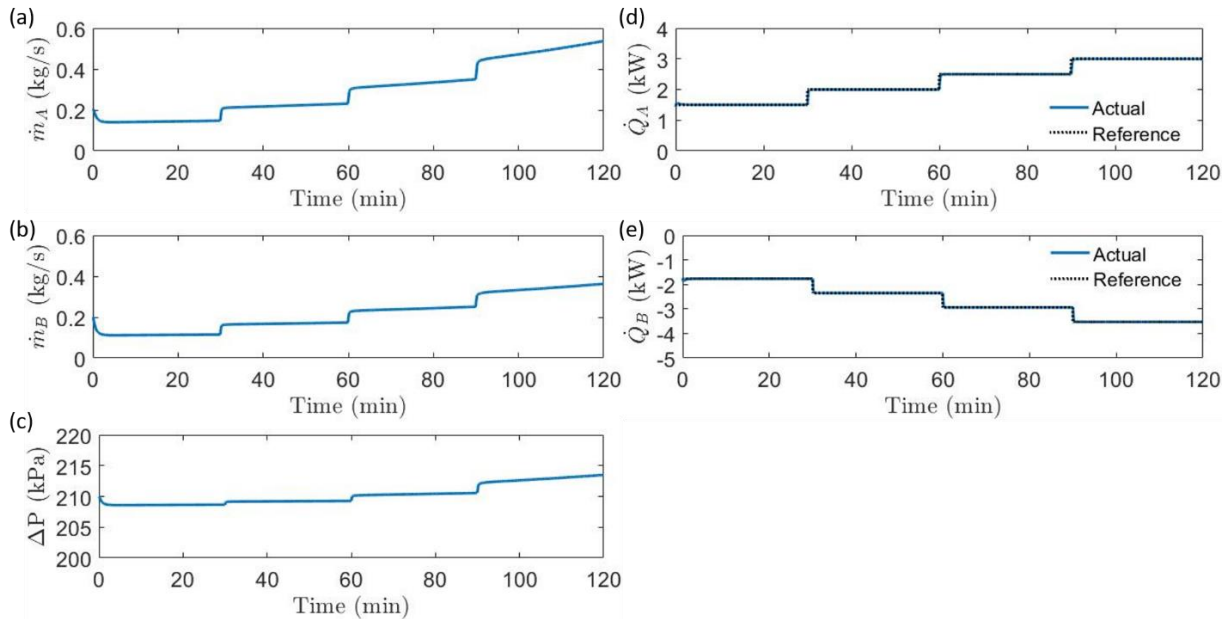 (a)
0.6
0.4
0.2
0
ṁ_A (kg/s)
0 20 40 60 80 100 120
Time (min)
(d)
4
3
2
1
0
Q̇_A (kW)
Actual
Reference
0 20 40 60 80 100 120
Time (min)
(b)
0.6
0.4
0.2
0
ṁ_B (kg/s)
0 20 40 60 80 100 120
Time (min)
(e)
0
-1
-2
-3
-4
-5
Q̇_B (kW)
Actual
Reference
0 20 40 60 80 100 120
Time (min)
(c)
220
215
210
205
200
ΔP (kPa)
0 20 40 60 80 100 120
Time (min)